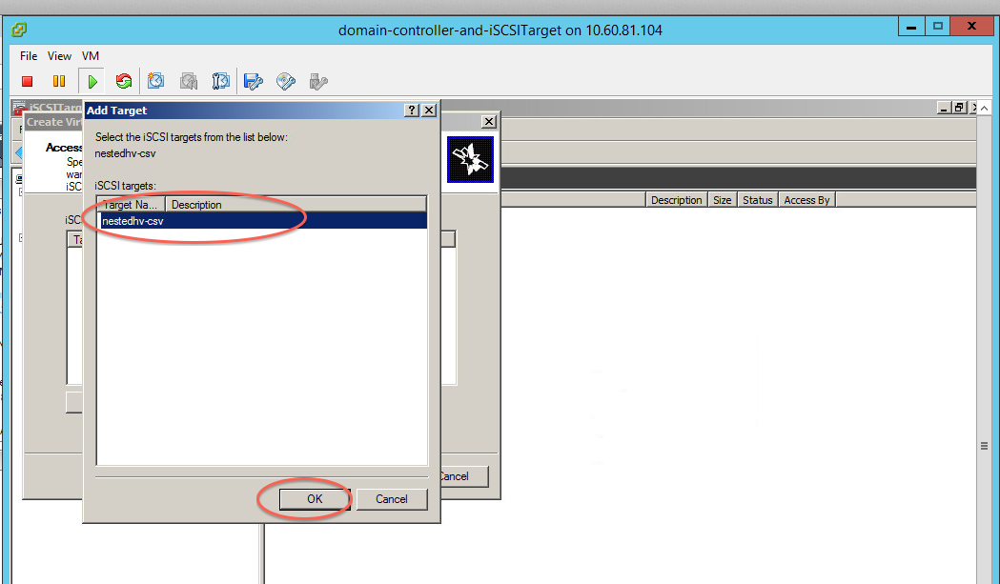 domain-controller-and-iSCSITarget on 10.60.81.104
File View VM
iSCSITarg
Create Vir
Add Target
Select the iSCSI targets from the list below:
nestedhv-csv
Access
Spe
war
iSC
iSCSI targets:
Target Na... Description
nestedhv-csv
iSC
Ta
Description Size Status Access By
OK Cancel
Cancel